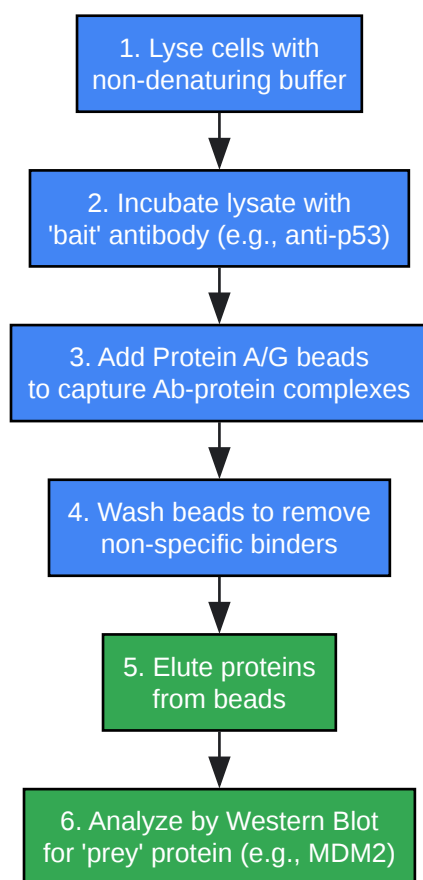 1. Lyse cells with
non-denaturing buffer
2. Incubate lysate with
'bait' antibody (e.g., anti-p53)
3. Add Protein A/G beads
to capture Ab-protein complexes
4. Wash beads to remove
non-specific binders
5. Elute proteins
from beads
6. Analyze by Western Blot
for 'prey' protein (e.g., MDM2)